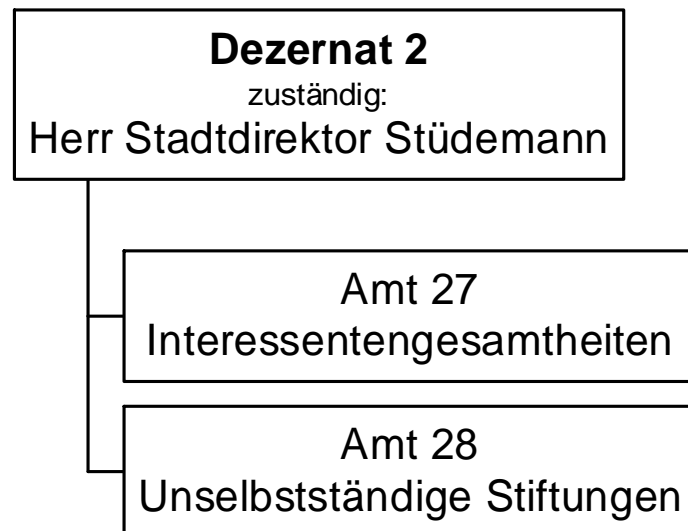 Dezernat 2
zuständig:
Herr Stadtdirektor Stüdemann
Amt 27
Interessentengesamtheiten
Amt 28
Unselbstständige Stiftungen